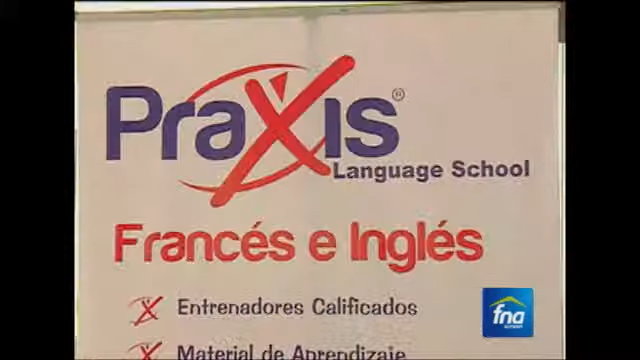 Praxis®
Language School
Francés e Inglés
Entrenadores Calificados
Material de Aprendizaje
fna